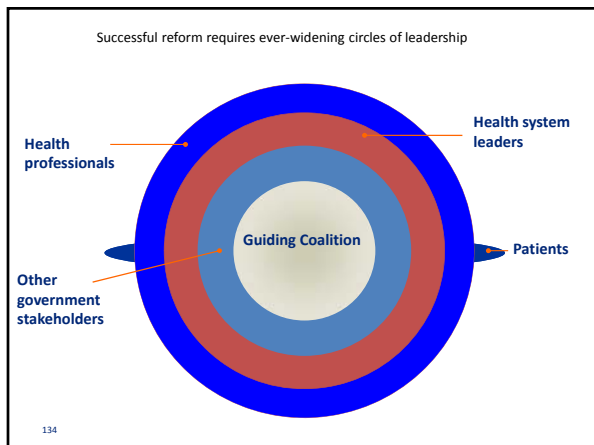 Successful reform requires ever-widening circles of leadership
Health
professionals
Health system
leaders
Guiding Coalition
Patients
Other
government
stakeholders
134